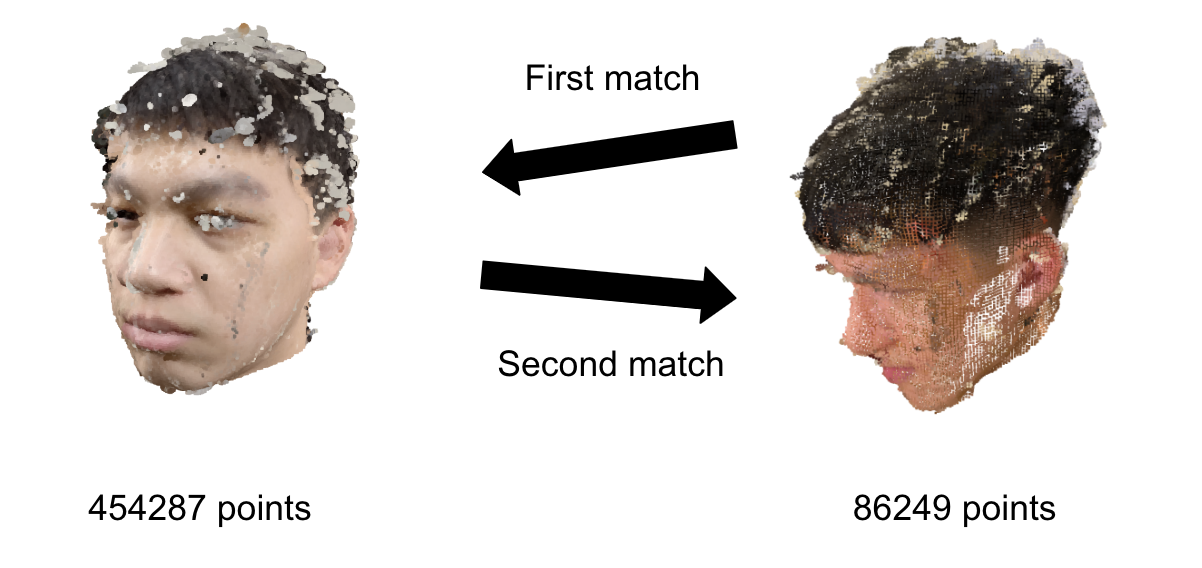 First match
Second match
454287 points
86249 points